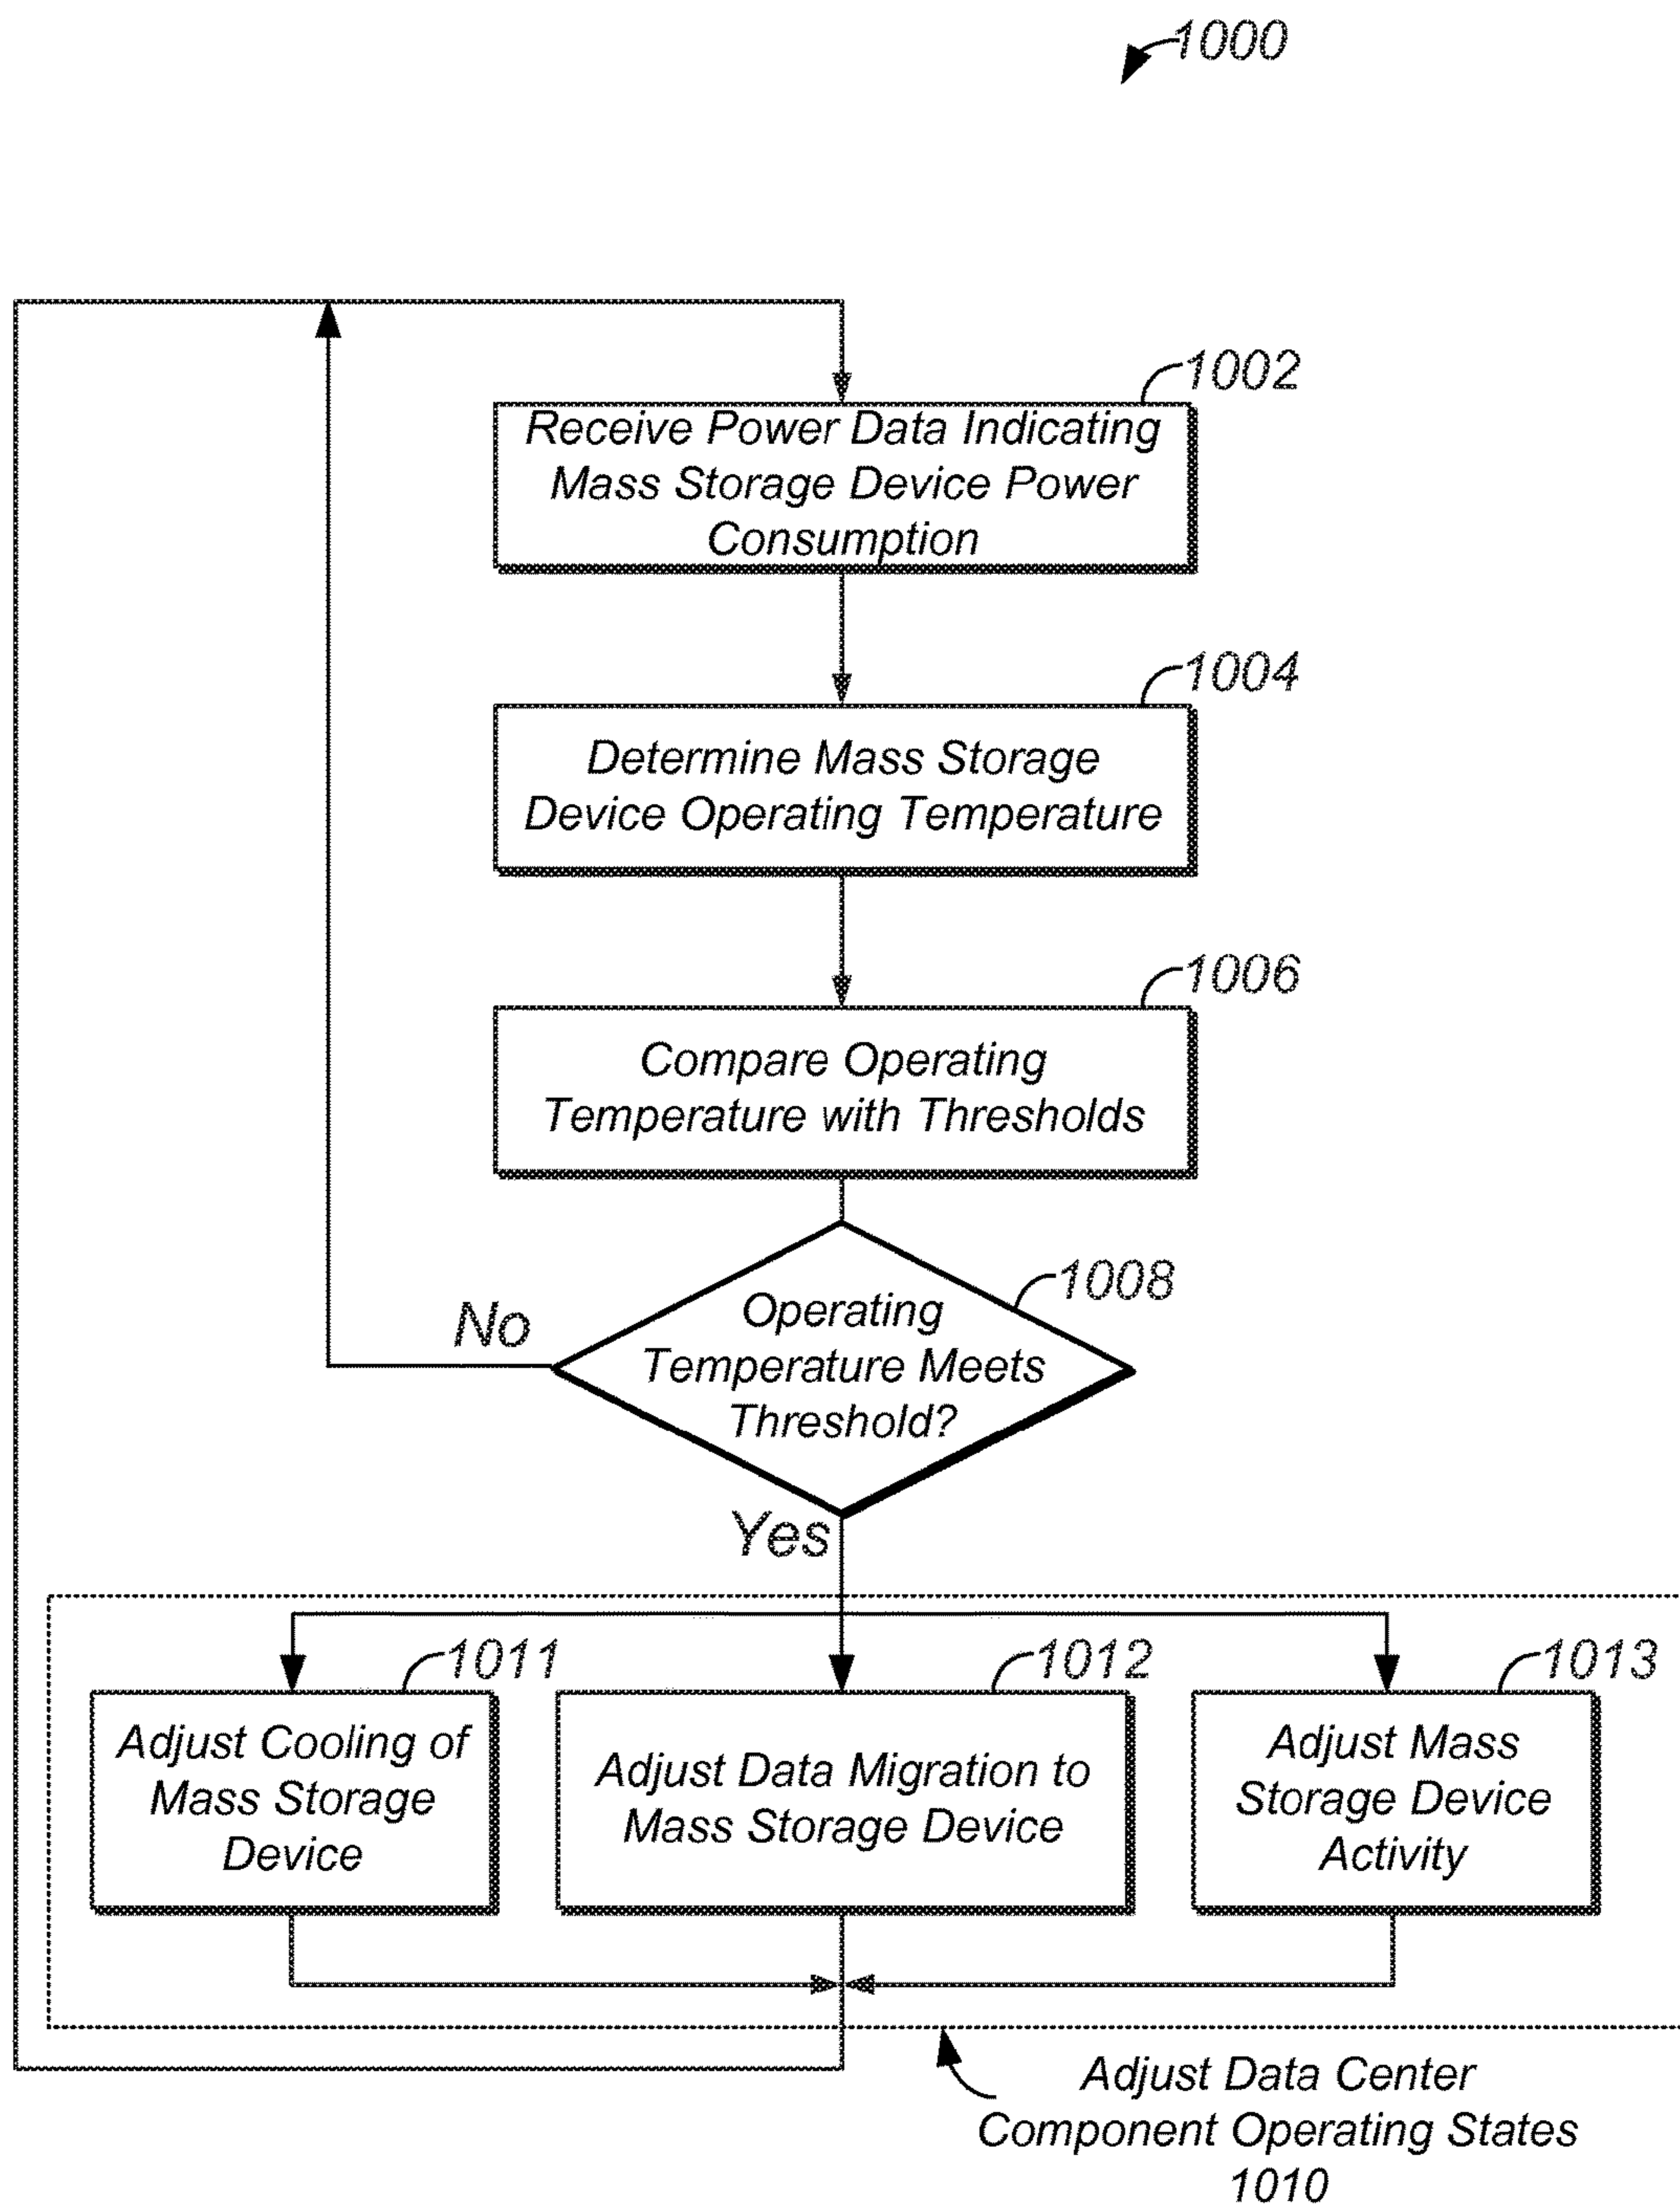 1000
1002
Receive Power Data Indicating
Mass Storage Device Power
Consumption
1004
Determine Mass Storage
Device Operating Temperature
1006
Compare Operating
Temperature with Thresholds
1008
Operating
Temperature Meets
Threshold?
No
Yes
1011
Adjust Cooling of
Mass Storage
Device
1012
Adjust Data Migration to
Mass Storage Device
1013
Adjust Mass
Storage Device
Activity
Adjust Data Center
Component Operating States
1010